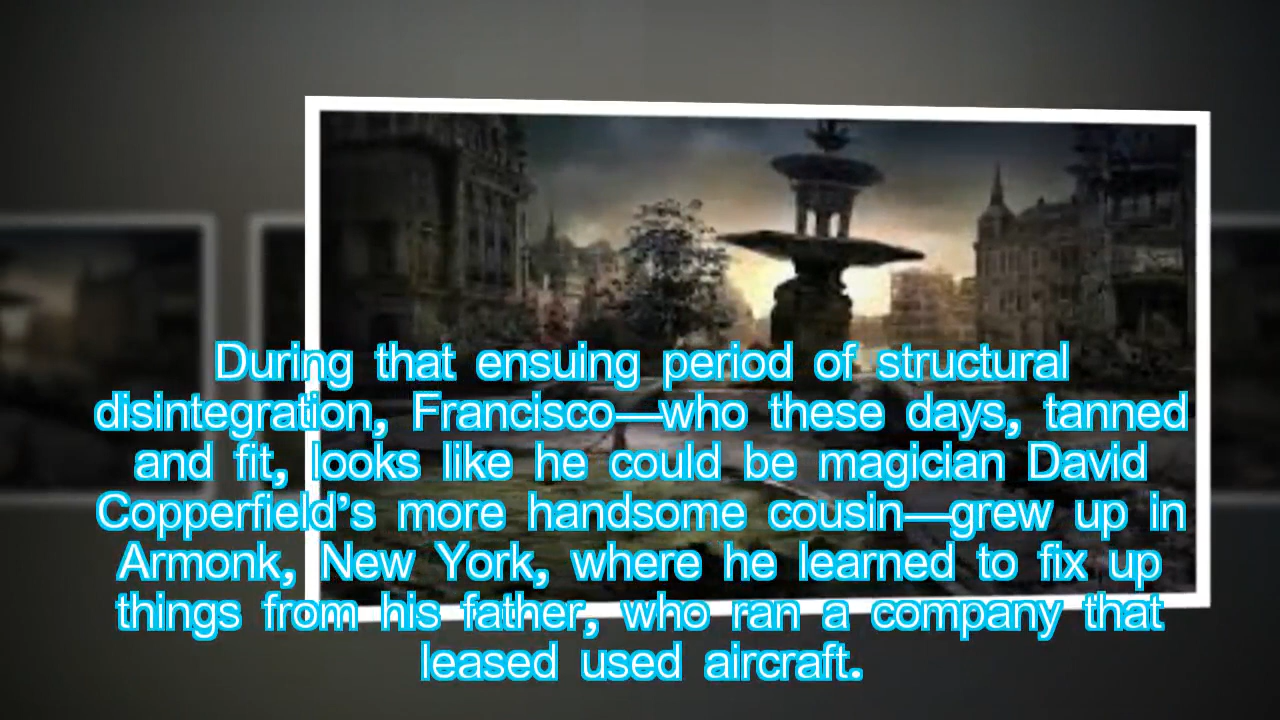 During that ensuing period of structural
disintegration, Francisco—who these days, tanned
and fit, looks like he could be magician David
Copperfield’s more handsome cousin—grew up in
Armonk, New York, where he learned to fix up
things from his father, who ran a company that
leased used aircraft.